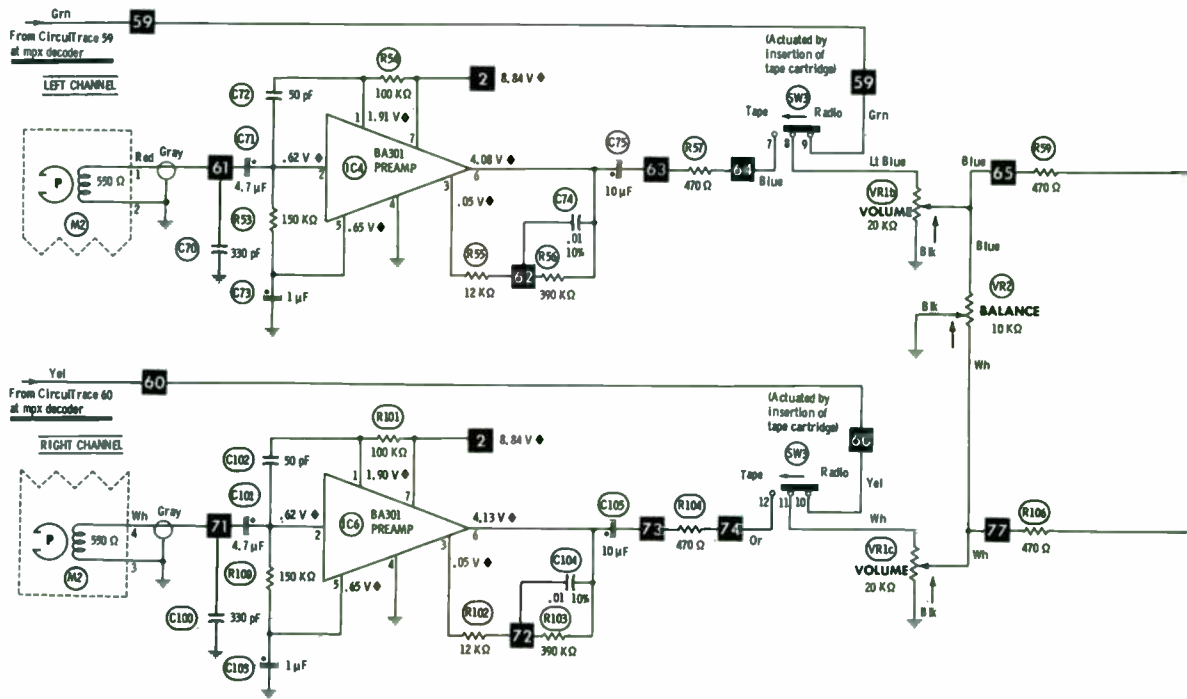 Grn
59
From CircuiTrace 59
at mpx decoder
LEFT CHANNEL
R54
100 KΩ
2
8.84 V ♦
C72
50 pF
1
1.91 V ♦
7
C71
4.7 µF
.62 V ♦
2
IC4
BA301
PREAMP
4.08 V ♦
6
3
.05 V ♦
4
5
.65 V ♦
P
550 Ω
Red
1
Gray
2
M2
61
R53
150 KΩ
C70
330 pF
C73
1 µF
R55
12 KΩ
62
R56
390 KΩ
C74
.01
10%
C75
10 µF
63
R57
470 Ω
64
Blue
(Actuated by
insertion of
tape cartridge)
SW3
Tape
Radio
7
8
9
59
Grn
Lt Blue
VR1b
VOLUME
20 KΩ
Blk
Blue
65
R59
470 Ω
Blue
VR2
BALANCE
10 KΩ
Blk
Wh
Yel
60
From CircuiTrace 60
at mpx decoder
RIGHT CHANNEL
R101
100 KΩ
2
8.84 V ♦
C102
50 pF
1
1.90 V ♦
7
C101
4.7 µF
.62 V ♦
2
IC6
BA301
PREAMP
4.13 V ♦
6
3
.05 V ♦
4
5
.65 V ♦
P
550 Ω
Wh
4
Gray
3
M2
71
R100
150 KΩ
C100
330 pF
C103
1 µF
R102
12 KΩ
72
R103
390 KΩ
C104
.01
10%
C105
10 µF
73
R104
470 Ω
74
Or
(Actuated by
insertion of
tape cartridge)
SW3
Tape
Radio
12
11
10
60
Yel
Wh
VR1c
VOLUME
20 KΩ
Blk
Wh
77
R106
470 Ω